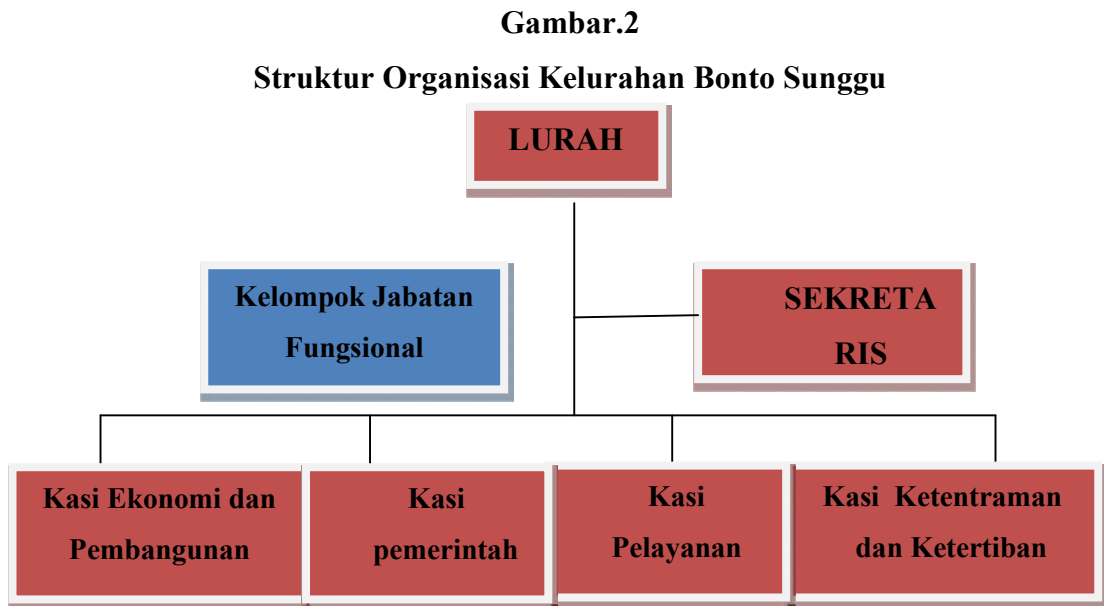 Gambar.2
Struktur Organisasi Kelurahan Bonto Sunggu
LURAH
Kelompok Jabatan
Fungsional
SEKRETA
RIS
Kasi Ekonomi dan
Pembangunan
Kasi
pemerintah
Kasi
Pelayanan
Kasi Ketentraman
dan Ketertiban